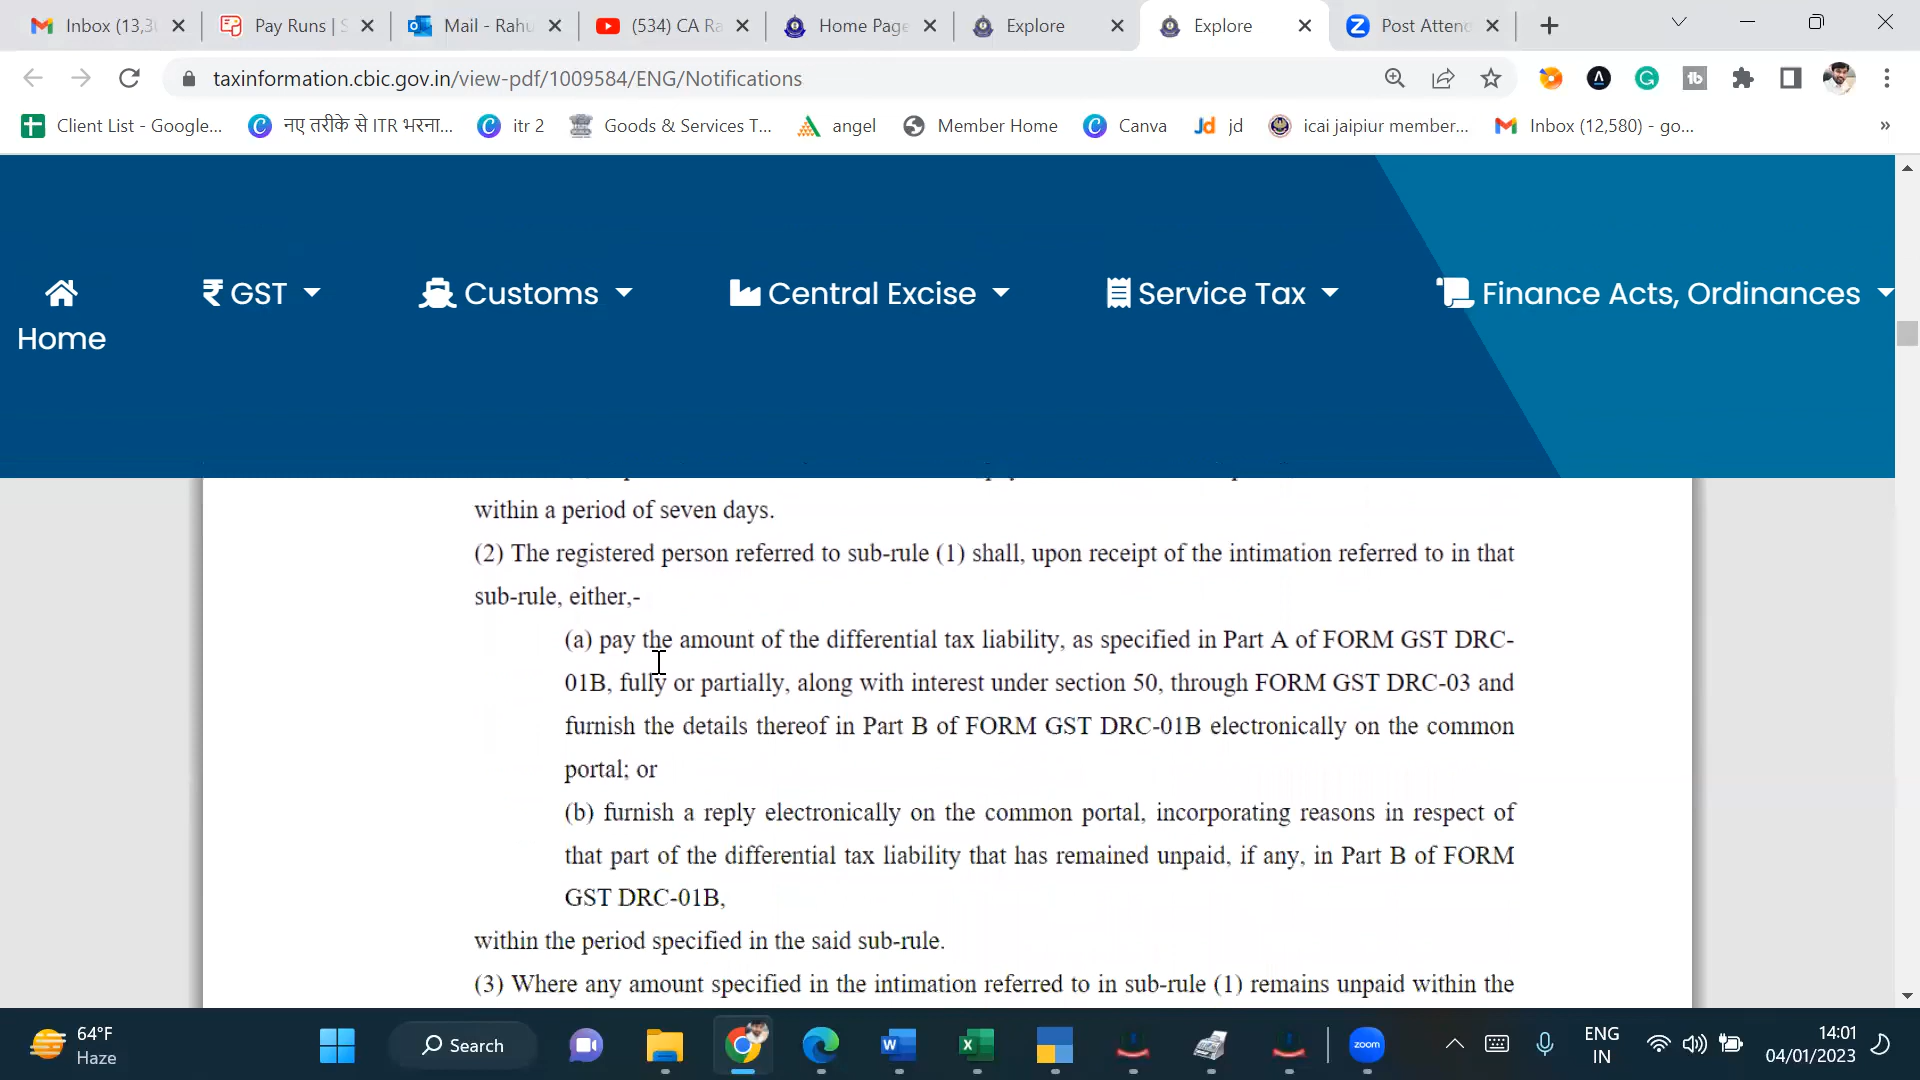 Inbox (13,3
Pay Runs | S
Mail - Rahu
(534) CA Ra
Home Page
Explore
Explore
Post Attend
taxinformation.cbic.gov.in/view-pdf/1009584/ENG/Notifications
Client List - Google...
नए तरीके से ITR भरना...
itr 2
Goods & Services T...
angel
Member Home
Canva
jd
icai jaipiur member...
Inbox (12,580) - go...
»
Home
₹ GST
Customs
Central Excise
Service Tax
Finance Acts, Ordinances
within a period of seven days.
(2) The registered person referred to sub-rule (1) shall, upon receipt of the intimation referred to in that
sub-rule, either,-
(a) pay the amount of the differential tax liability, as specified in Part A of FORM GST DRC-
01B, fully or partially, along with interest under section 50, through FORM GST DRC-03 and
furnish the details thereof in Part B of FORM GST DRC-01B electronically on the common
portal; or
(b) furnish a reply electronically on the common portal, incorporating reasons in respect of
that part of the differential tax liability that has remained unpaid, if any, in Part B of FORM
GST DRC-01B,
within the period specified in the said sub-rule.
(3) Where any amount specified in the intimation referred to in sub-rule (1) remains unpaid within the
64°F
Haze
Search
zoom
ENG
IN
14:01
04/01/2023